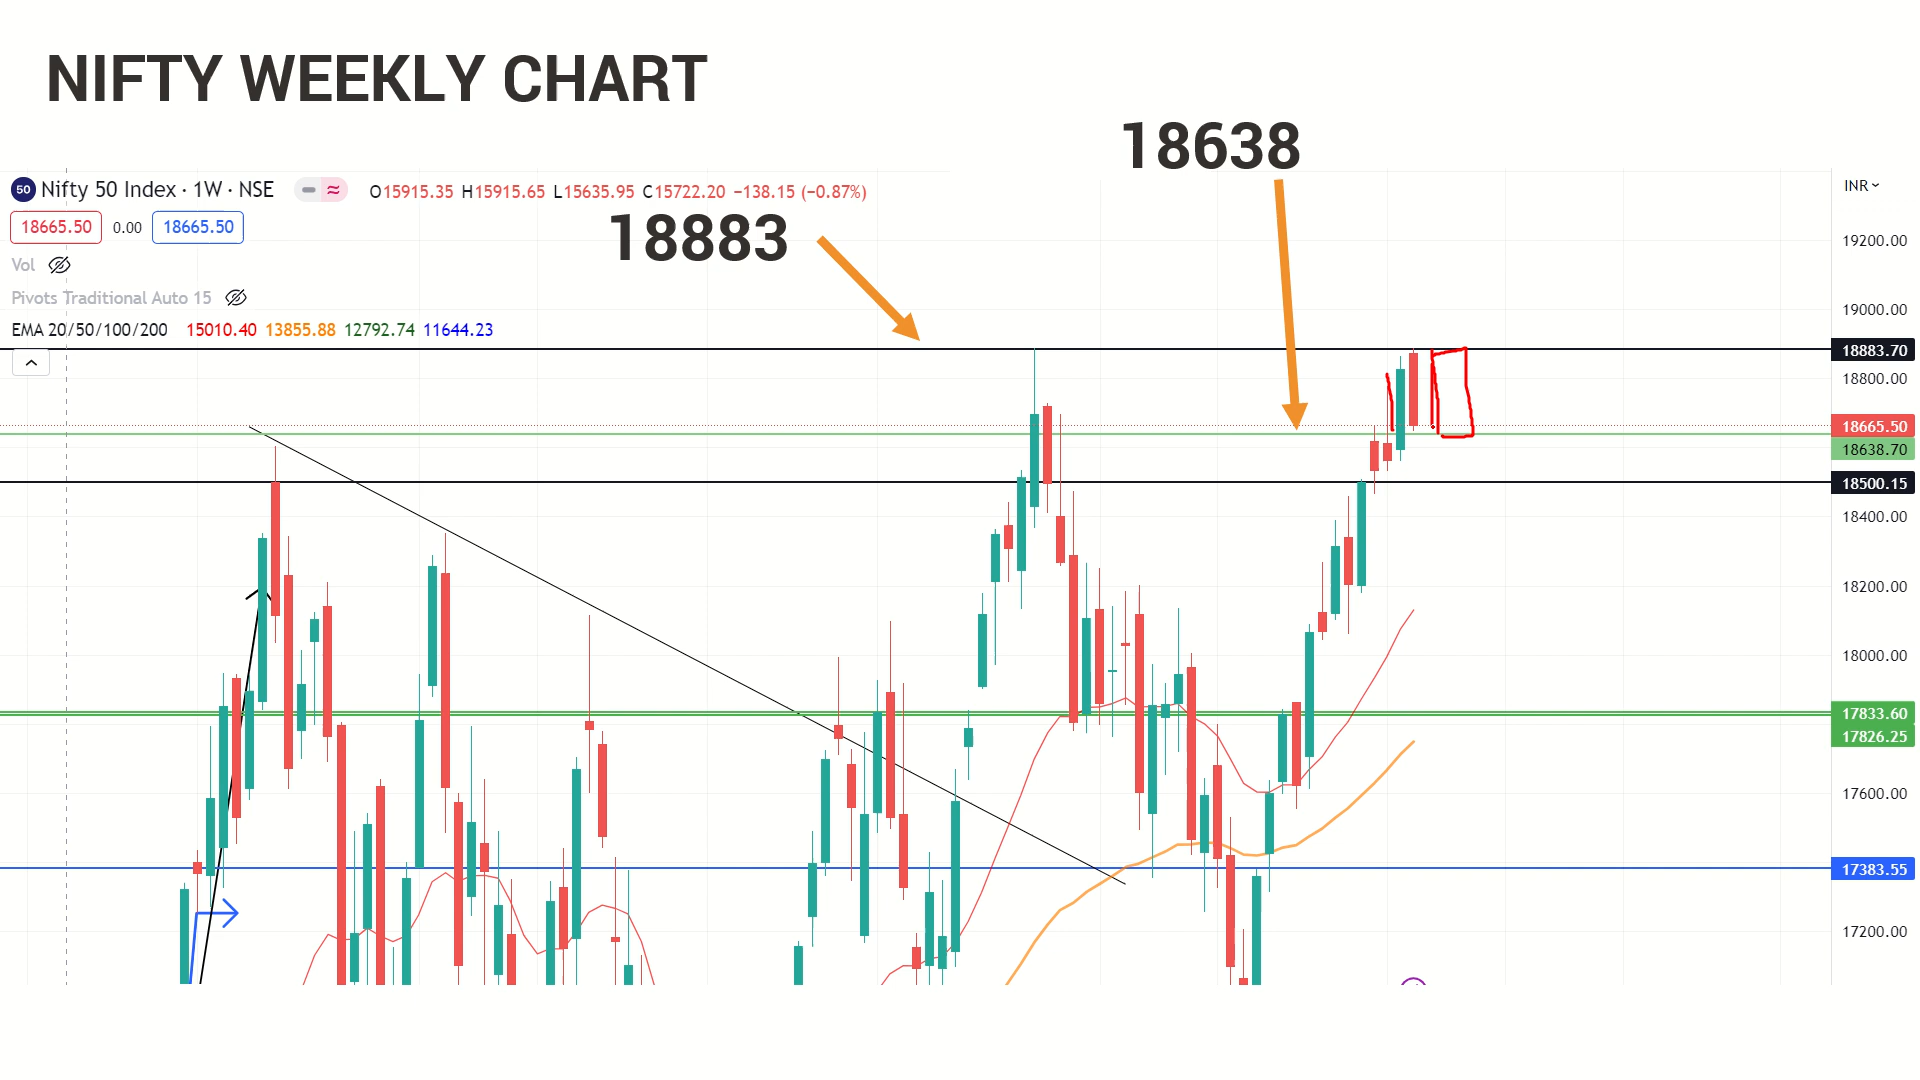 NIFTY WEEKLY CHART
18638
50 Nifty 50 Index · 1W · NSE O15915.35 H15915.65 L15635.95 C15722.20 −138.15 (−0.87%)
INR
18665.50 0.00 18665.50
18883
Vol
Pivots Traditional Auto 15
EMA 20/50/100/200 15010.40 13855.88 12792.74 11644.23
19200.00
19000.00
18883.70
18800.00
18665.50
18638.70
18500.15
18400.00
18200.00
18000.00
17833.60
17826.25
17600.00
17383.55
17200.00